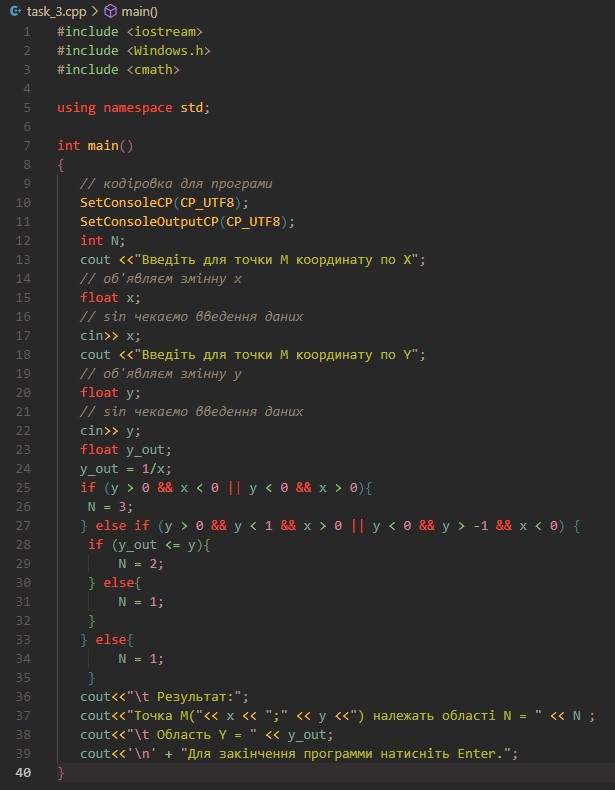 task_3.cpp > main()
1 #include <iostream>
2 #include <Windows.h>
3 #include <cmath>
4
5 using namespace std;
6
7 int main()
8 {
9 // кодіровка для програми
10 SetConsoleCP(CP_UTF8);
11 SetConsoleOutputCP(CP_UTF8);
12 int N;
13 cout <<"Введіть для точки М координату по X";
14 // об'являєм змінну x
15 float x;
16 // sin чекаємо введення даних
17 cin>> x;
18 cout <<"Введіть для точки М координату по Y";
19 // об'являєм змінну y
20 float y;
21 // sin чекаємо введення даних
22 cin>> y;
23 float y_out;
24 y_out = 1/x;
25 if (y > 0 && x < 0 || y < 0 && x > 0){
26 N = 3;
27 } else if (y > 0 && y < 1 && x > 0 || y < 0 && y > -1 && x < 0) {
28 if (y_out <= y){
29 N = 2;
30 } else{
31 N = 1;
32 }
33 } else{
34 N = 1;
35 }
36 cout<<"\t Результат:";
37 cout<<"Точка M("<< x << ";" << y <<") належать області N = " << N ;
38 cout<<"\t Область Y = " << y_out;
39 cout<<'\n' + "Для закінчення программи натисніть Enter.";
40 }